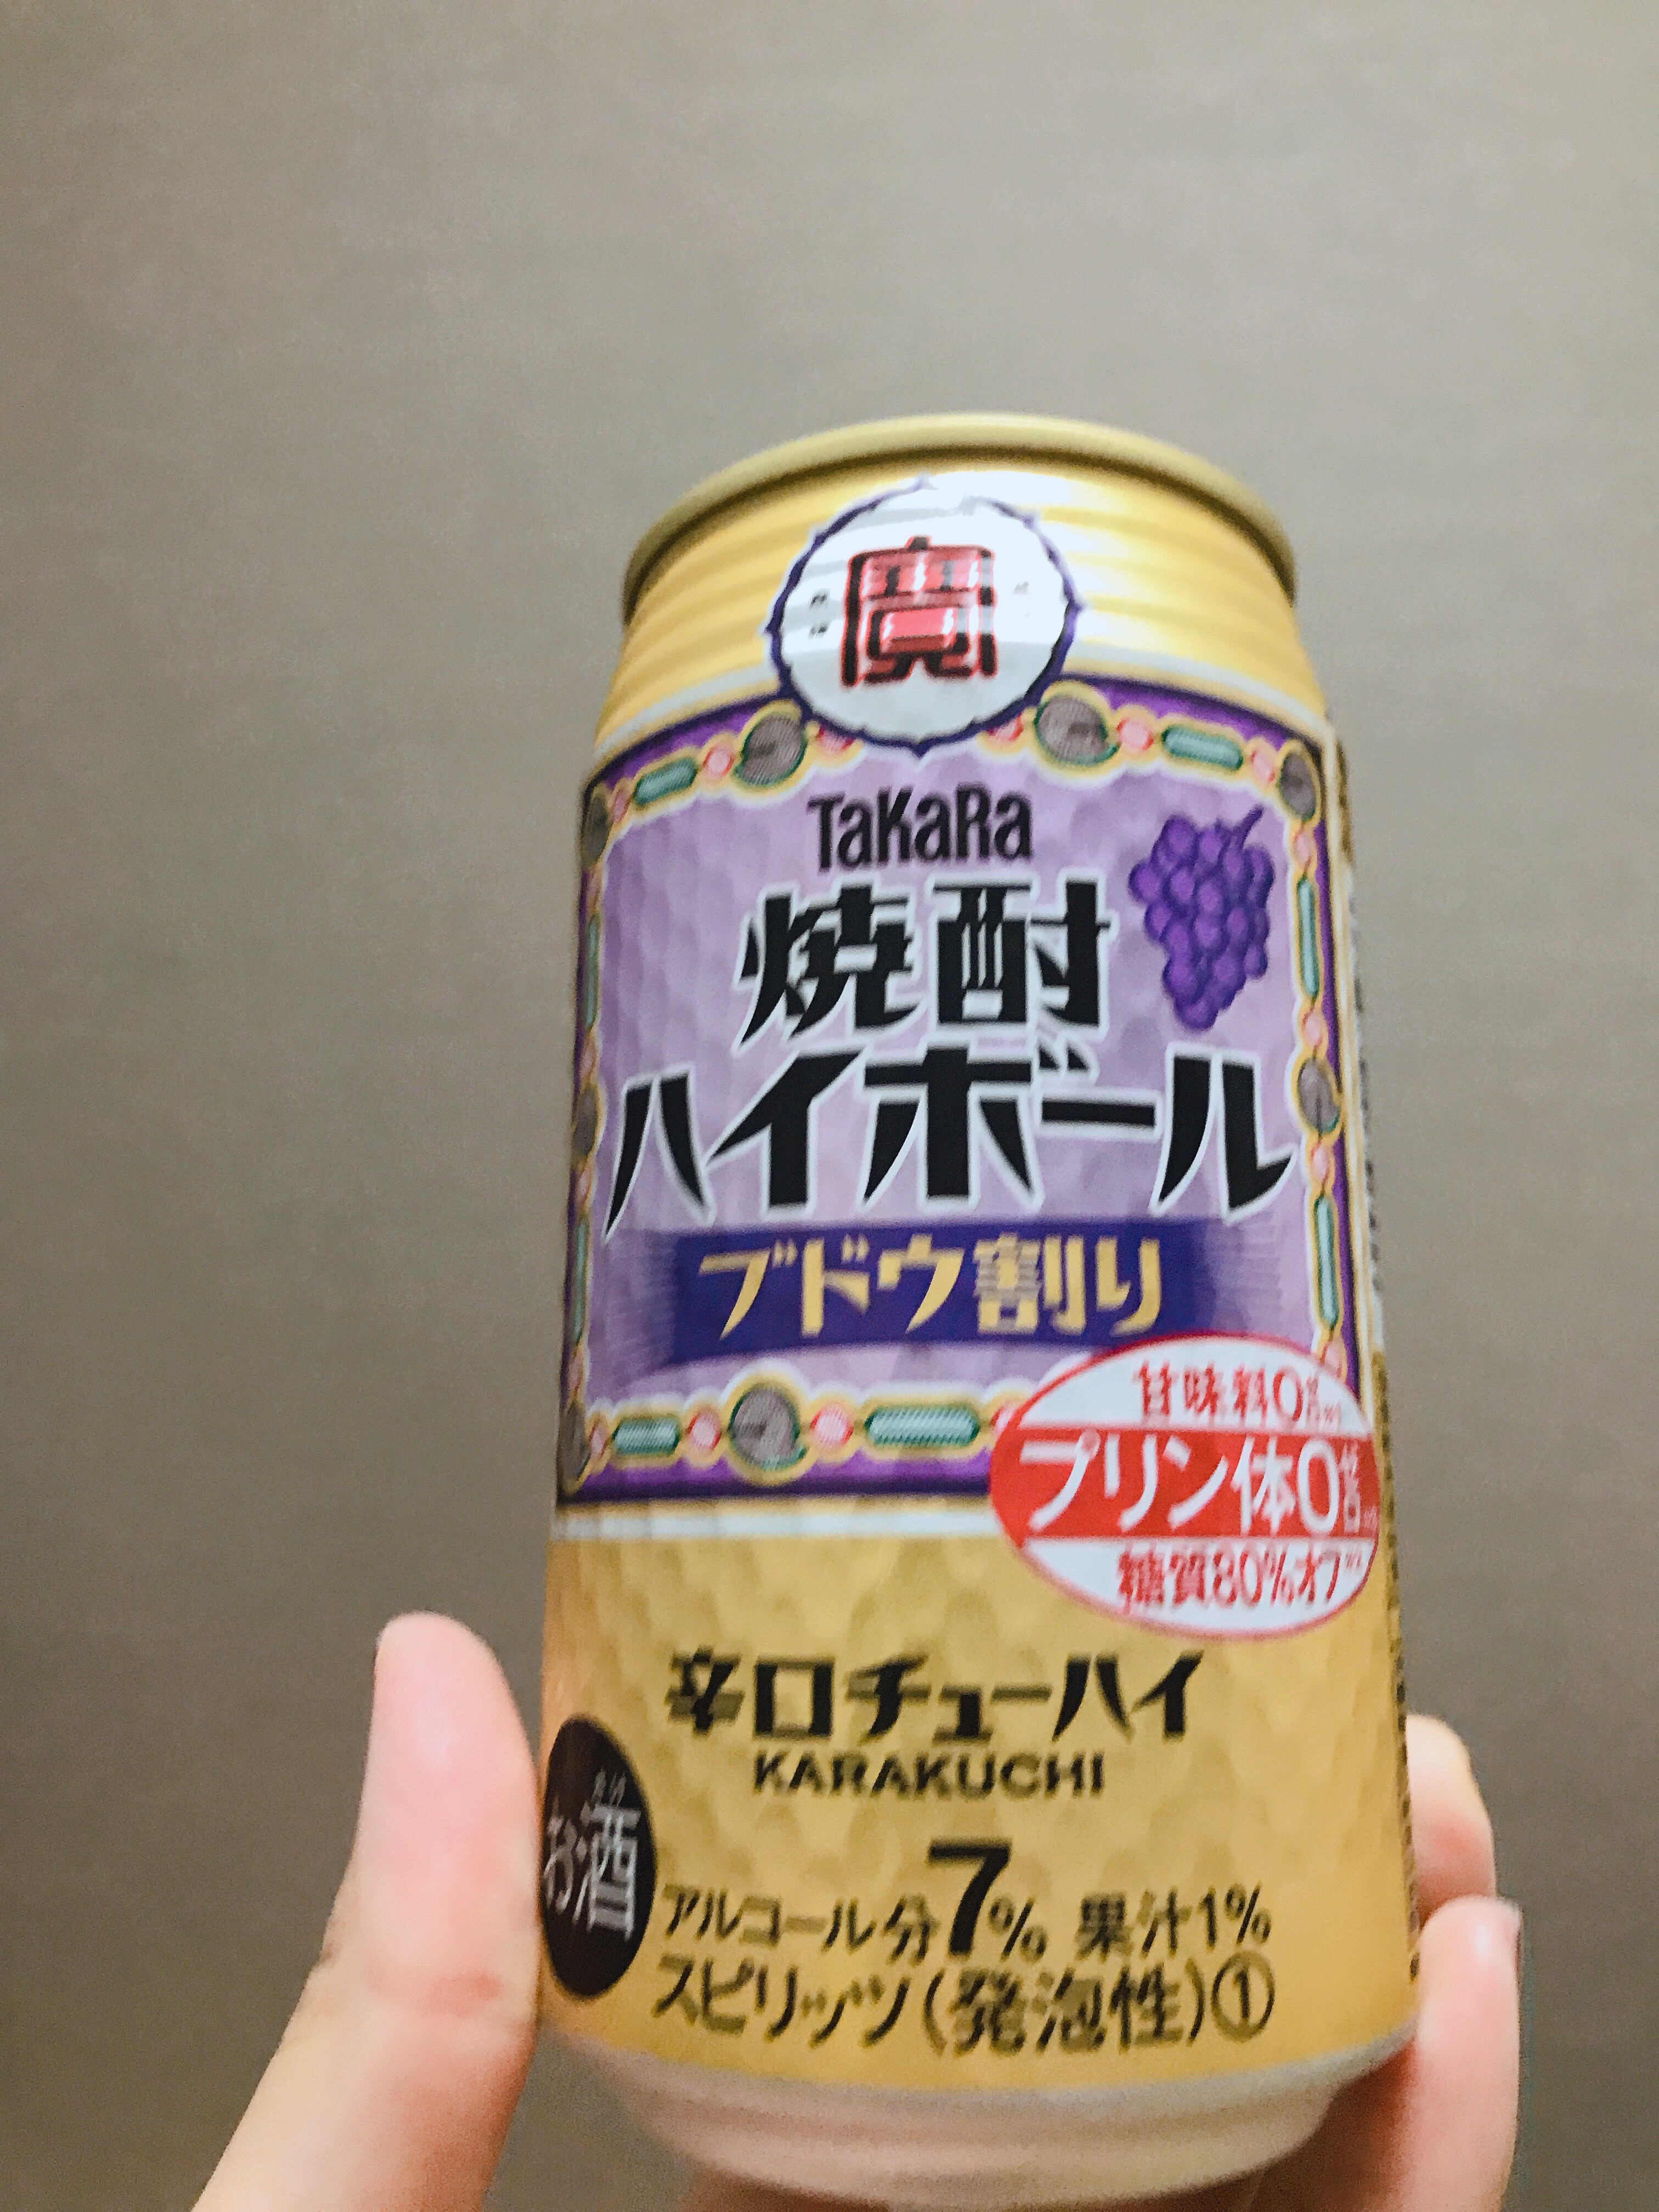 寶
TaKaRa
焼酎
ハイボール
ブドウ割り
甘味料0
プリン体0
糖質80%オフ
辛口チューハイ
KARAKUCHI
お酒
アルコール分7% 果汁1%
スピリッツ(発泡性)①